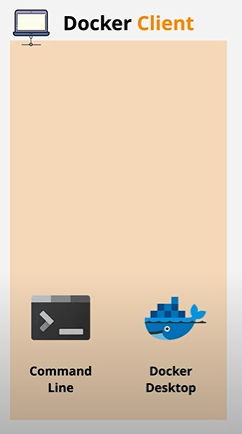 Docker Client
Command
Line
Docker
Desktop